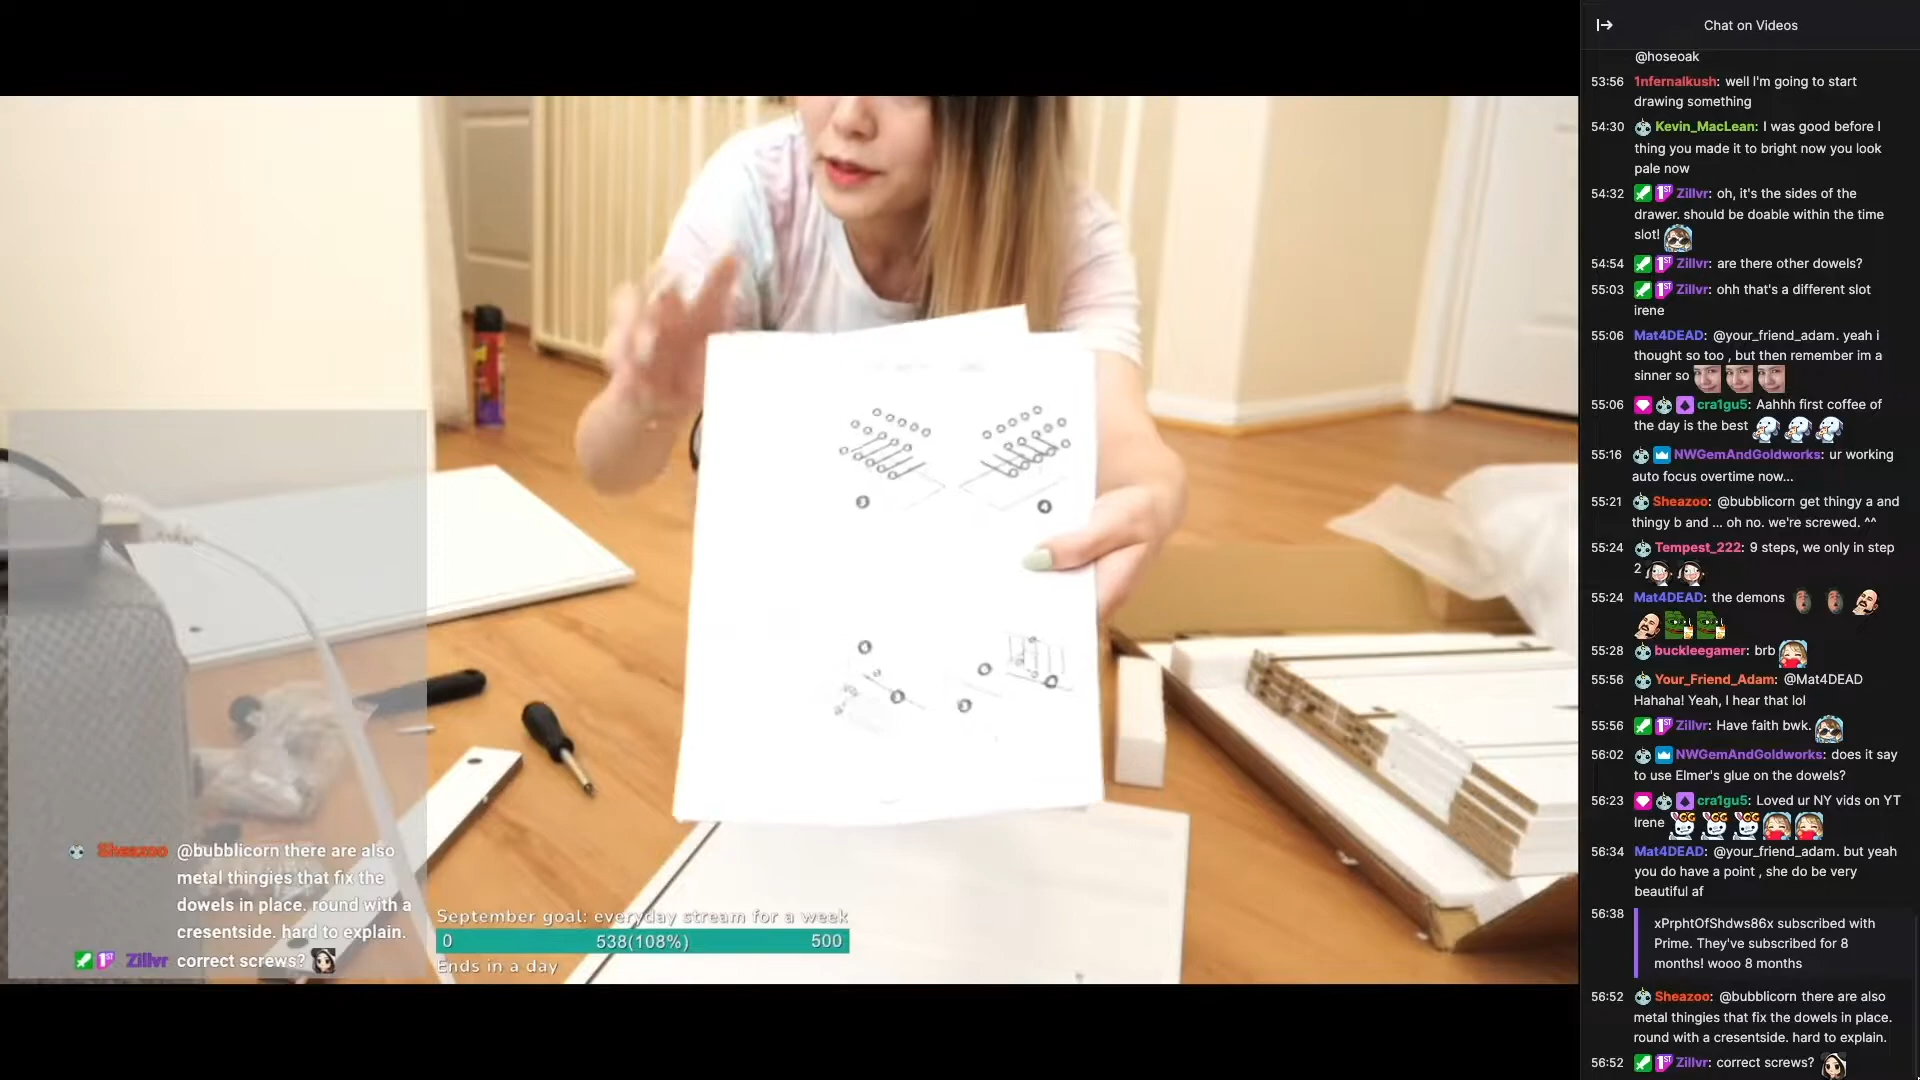 Chat on Videos
@hoseoak
53:56 1nfernalkush: well I'm going to start
drawing something
54:30 Kevin_MacLean: I was good before I
thing you made it to bright now you look
pale now
54:32 Zillvr: oh, it's the sides of the
drawer. should be doable within the time
slot!
54:54 Zillvr: are there other dowels?
55:03 Zillvr: ohh that's a different slot
irene
55:06 Mat4DEAD: @your_friend_adam. yeah i
thought so too , but then remember im a
sinner so
55:06 cra1gu5: Aahhh first coffee of
the day is the best
55:16 NWGemAndGoldworks: ur working
auto focus overtime now...
55:21 Sheazoo: @bubblicorn get thingy a and
thingy b and ... oh no. we're screwed. ^^
55:24 Tempest_222: 9 steps, we only in step
2
55:24 Mat4DEAD: the demons
55:28 buckleegamer: brb
55:56 Your_Friend_Adam: @Mat4DEAD
Hahaha! Yeah, I hear that lol
55:56 Zillvr: Have faith bwk.
56:02 NWGemAndGoldworks: does it say
to use Elmer's glue on the dowels?
56:23 cra1gu5: Loved ur NY vids on YT
Irene
56:34 Mat4DEAD: @your_friend_adam. but yeah
you do have a point , she do be very
beautiful af
56:38 xPrphtOfShdws86x subscribed with
Prime. They've subscribed for 8
months! wooo 8 months
56:52 Sheazoo: @bubblicorn there are also
metal thingies that fix the dowels in place.
round with a cresentside. hard to explain.
56:52 Zillvr: correct screws?
Sheazoo @bubblicorn there are also
metal thingies that fix the
dowels in place. round with a
cresentside. hard to explain.
Zillvr correct screws?
September goal: everyday stream for a week
0 538(108%) 500
Ends in a day